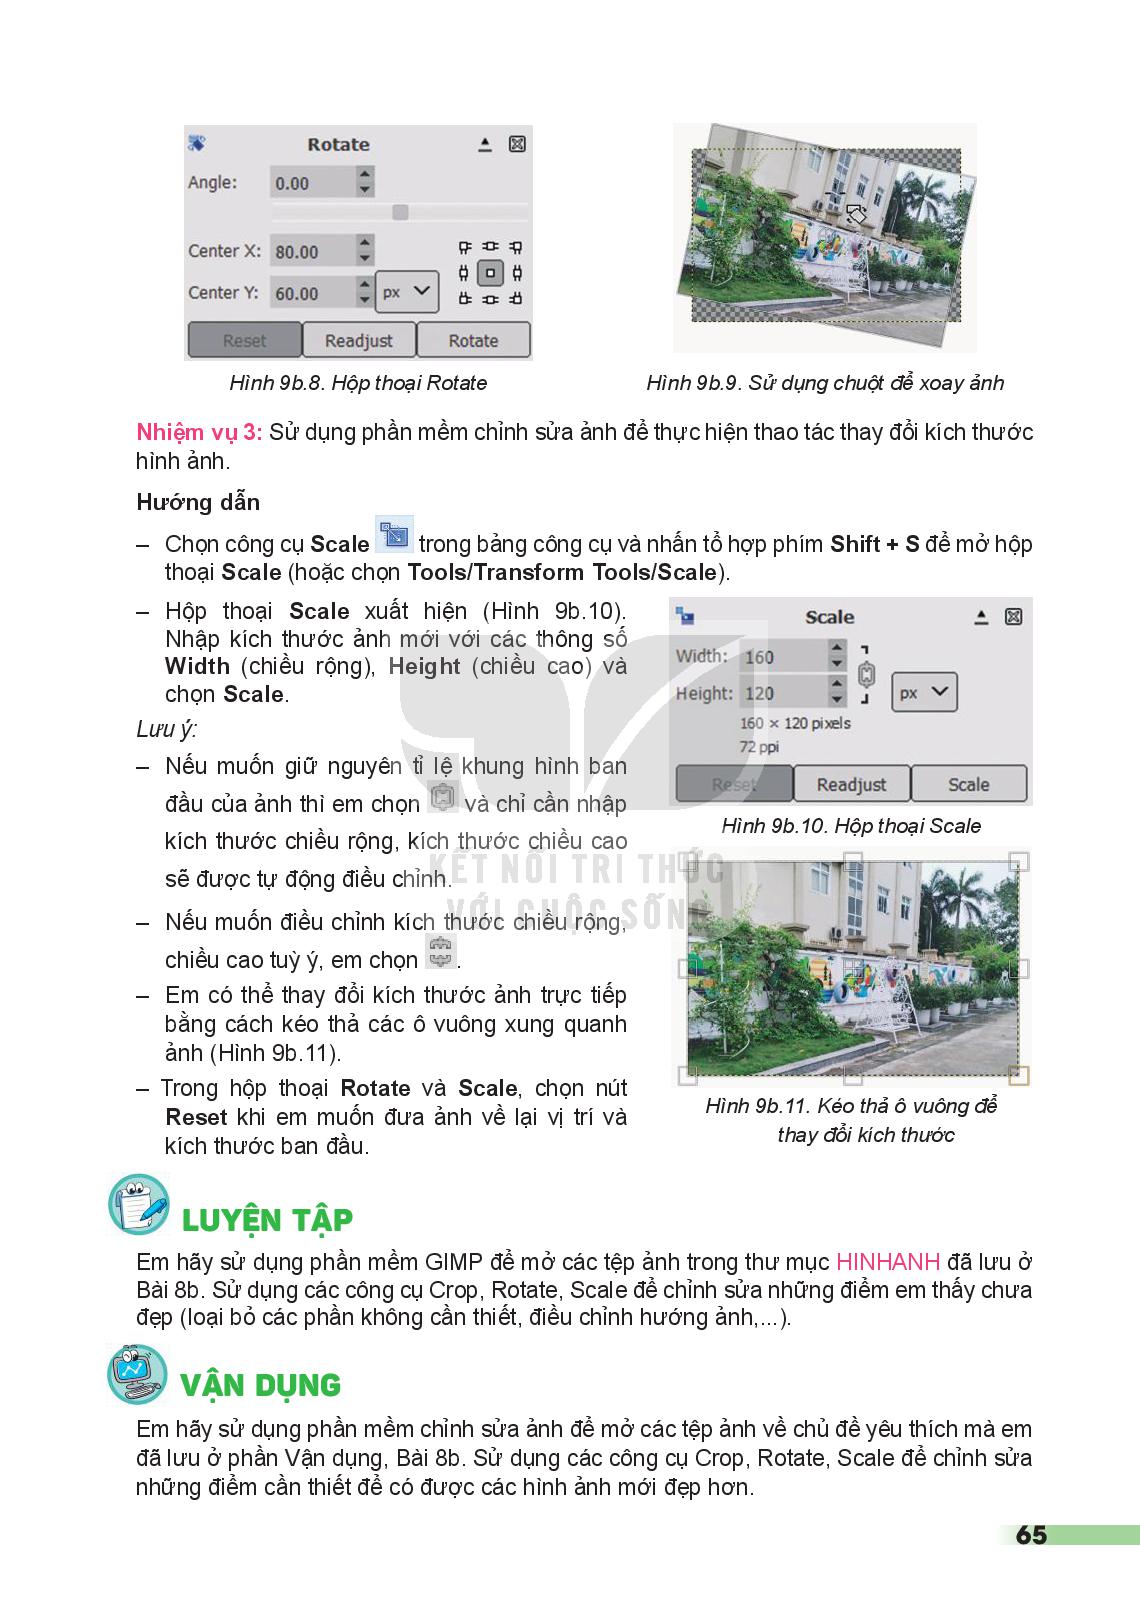 Rotate
Angle:
0.00
Center X:
80.00
Center Y:
60.00
px
Reset
Readjust
Rotate
Hình 9b.8. Hộp thoại Rotate
Hình 9b.9. Sử dụng chuột để xoay ảnh
Nhiệm vụ 3: Sử dụng phần mềm chỉnh sửa ảnh để thực hiện thao tác thay đổi kích thước
hình ảnh.
Hướng dẫn
– Chọn công cụ Scale trong bảng công cụ và nhấn tổ hợp phím Shift + S để mở hộp
thoại Scale (hoặc chọn Tools/Transform Tools/Scale).
– Hộp thoại Scale xuất hiện (Hình 9b.10).
Nhập kích thước ảnh mới với các thông số
Width (chiều rộng), Height (chiều cao) và
chọn Scale.
Lưu ý:
– Nếu muốn giữ nguyên tỉ lệ khung hình ban
đầu của ảnh thì em chọn và chỉ cần nhập
kích thước chiều rộng, kích thước chiều cao
sẽ được tự động điều chỉnh.
– Nếu muốn điều chỉnh kích thước chiều rộng,
chiều cao tuỳ ý, em chọn .
– Em có thể thay đổi kích thước ảnh trực tiếp
bằng cách kéo thả các ô vuông xung quanh
ảnh (Hình 9b.11).
– Trong hộp thoại Rotate và Scale, chọn nút
Reset khi em muốn đưa ảnh về lại vị trí và
kích thước ban đầu.
Scale
Width:
160
Height:
120
px
160 × 120 pixels
72 ppi
Reset
Readjust
Scale
Hình 9b.10. Hộp thoại Scale
KẾT NỐI TRI THỨC
VỚI CUỘC SỐNG
Hình 9b.11. Kéo thả ô vuông để
thay đổi kích thước
LUYỆN TẬP
Em hãy sử dụng phần mềm GIMP để mở các tệp ảnh trong thư mục HINHANH đã lưu ở
Bài 8b. Sử dụng các công cụ Crop, Rotate, Scale để chỉnh sửa những điểm em thấy chưa
đẹp (loại bỏ các phần không cần thiết, điều chỉnh hướng ảnh,...).
VẬN DỤNG
Em hãy sử dụng phần mềm chỉnh sửa ảnh để mở các tệp ảnh về chủ đề yêu thích mà em
đã lưu ở phần Vận dụng, Bài 8b. Sử dụng các công cụ Crop, Rotate, Scale để chỉnh sửa
những điểm cần thiết để có được các hình ảnh mới đẹp hơn.
65